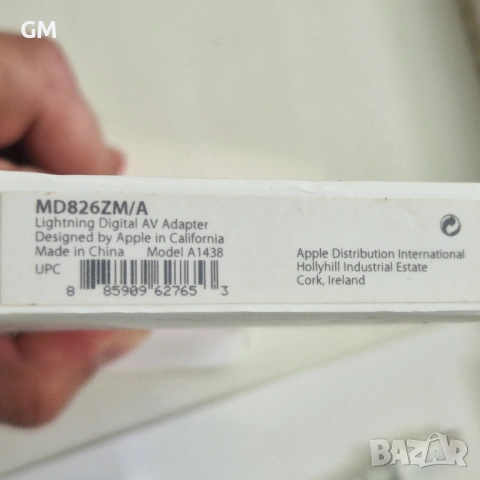 GM
MD826ZM/A
Lightning Digital AV Adapter
Designed by Apple in California
Made in China Model A1438
UPC
8 85909 62765 3
Apple Distribution International
Hollyhill Industrial Estate
Cork, Ireland
BAZAR